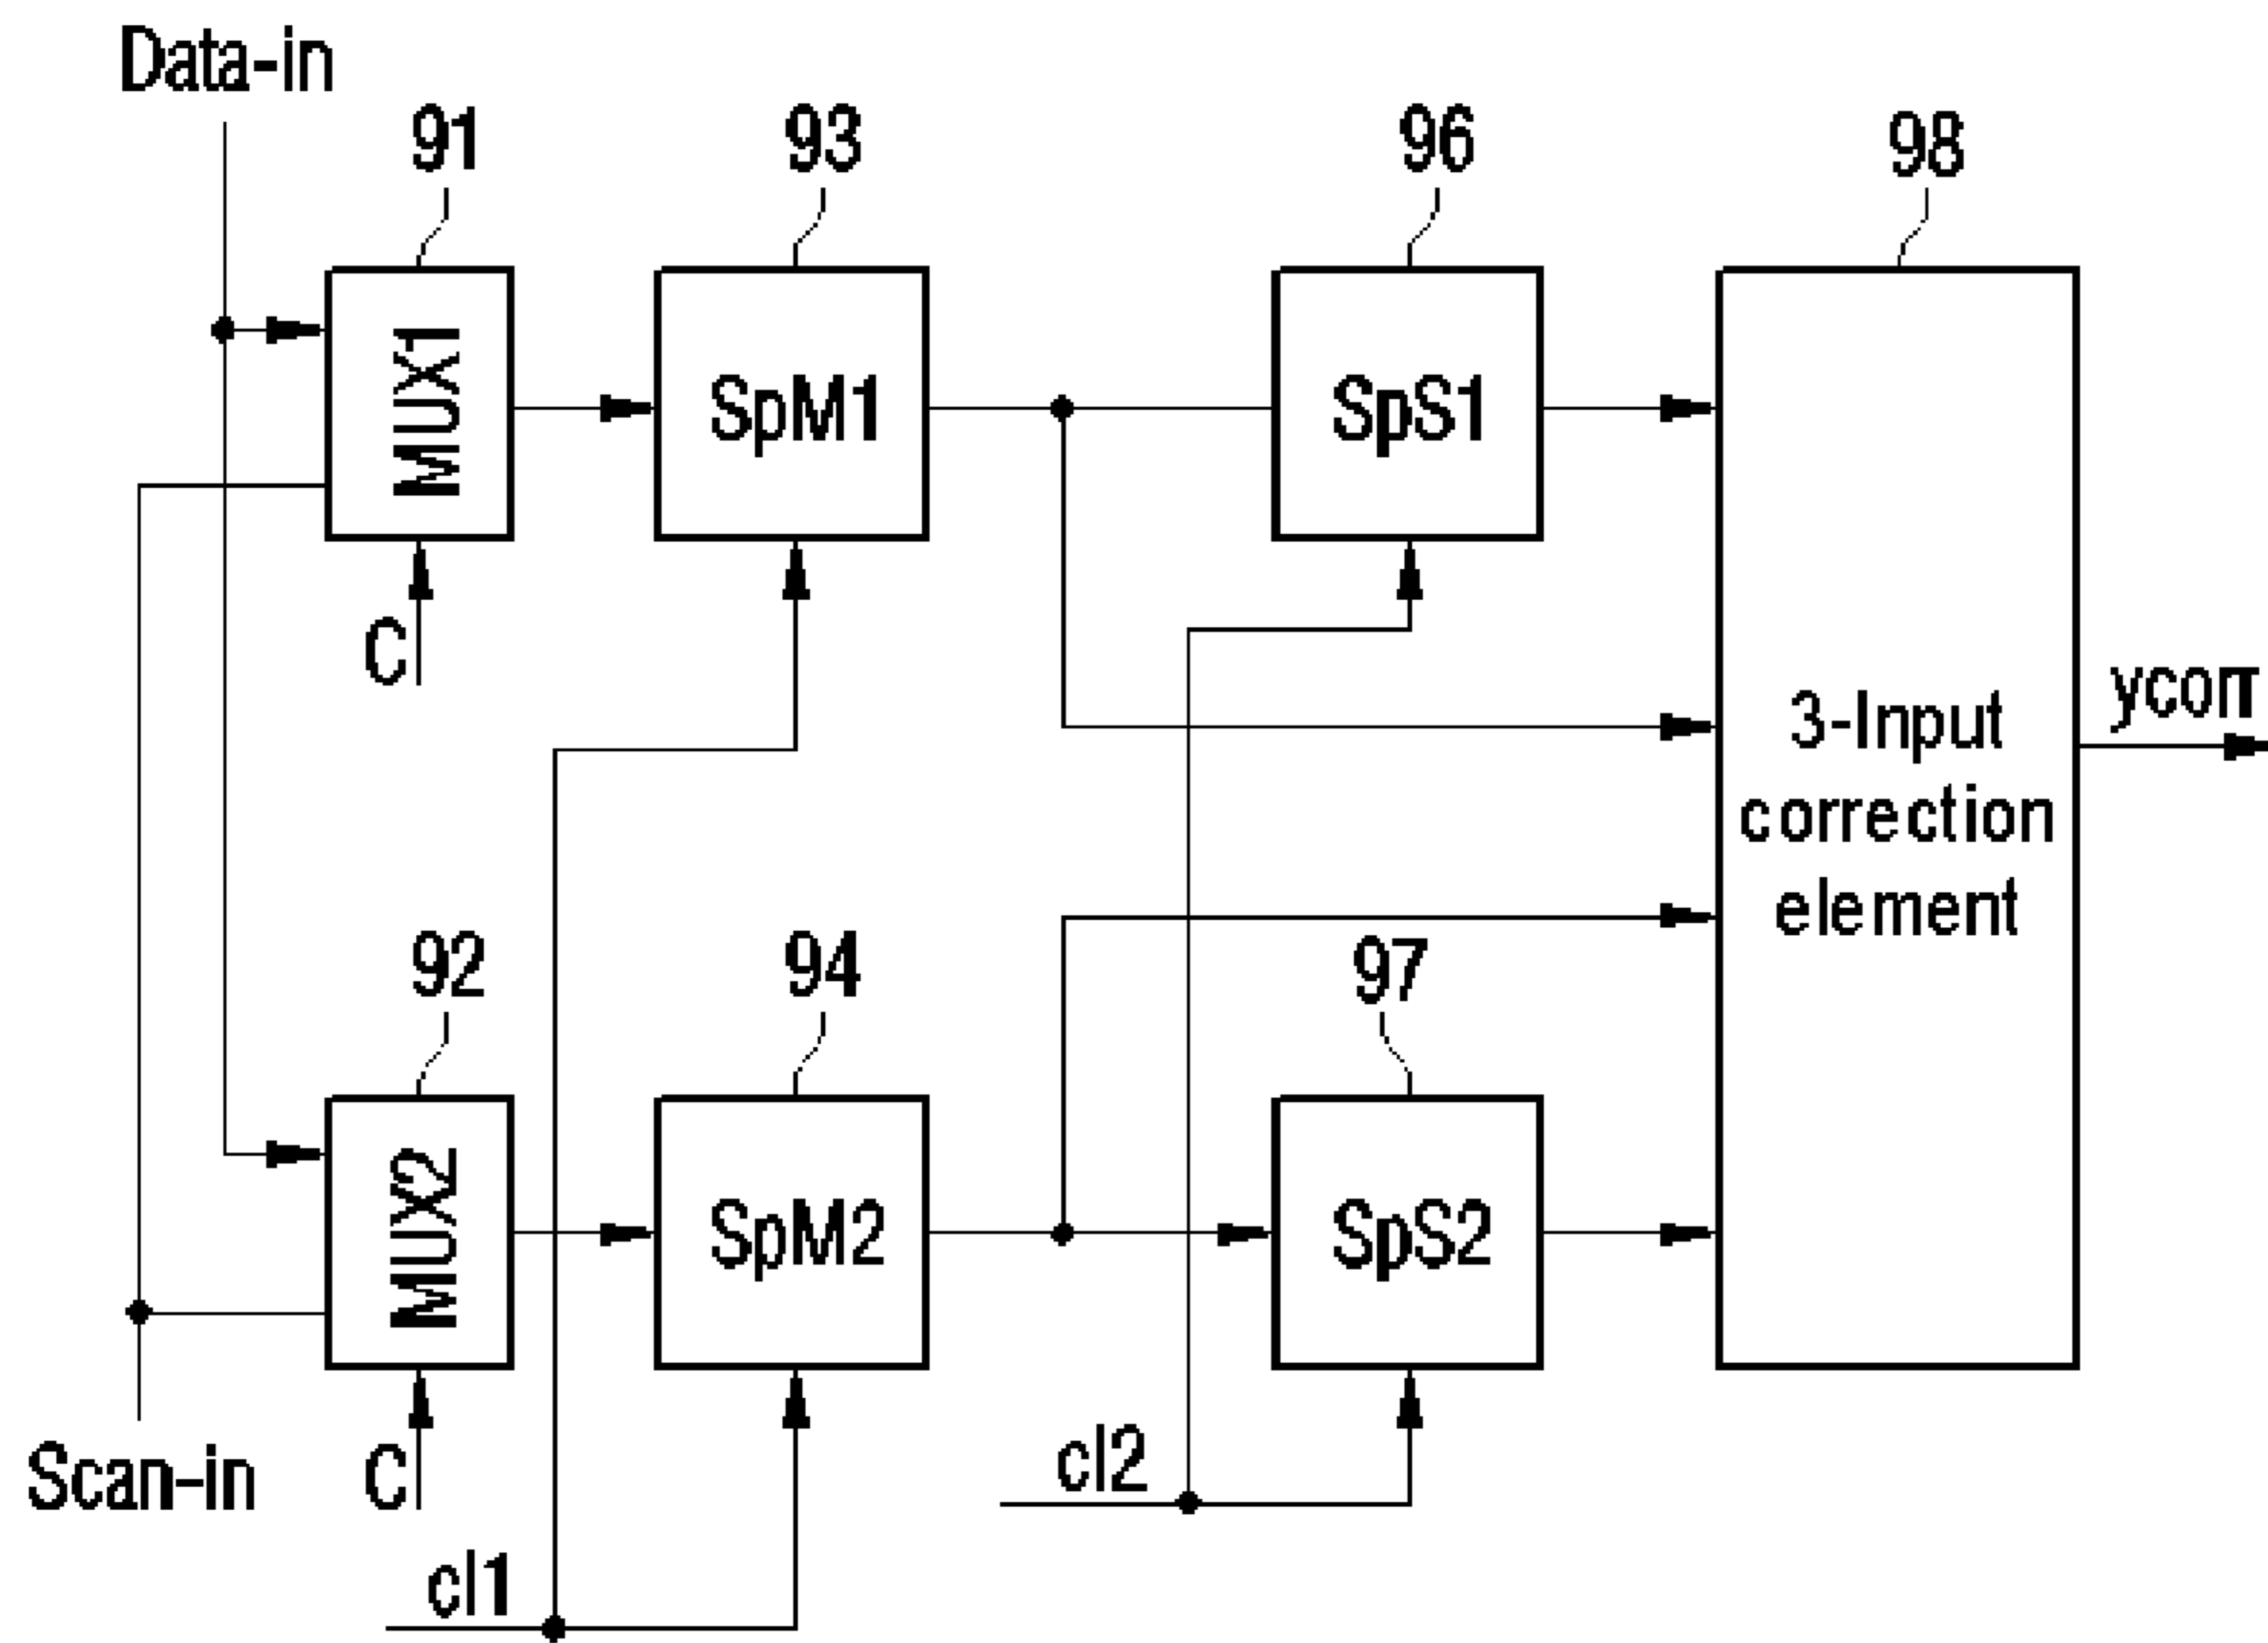 Data-in
91
93
96
98
MUX1
SpM1
SpS1
C
ycorr
3-Input
correction
element
92
94
97
MUX2
SpM2
SpS2
Scan-in
C
cl2
cl1